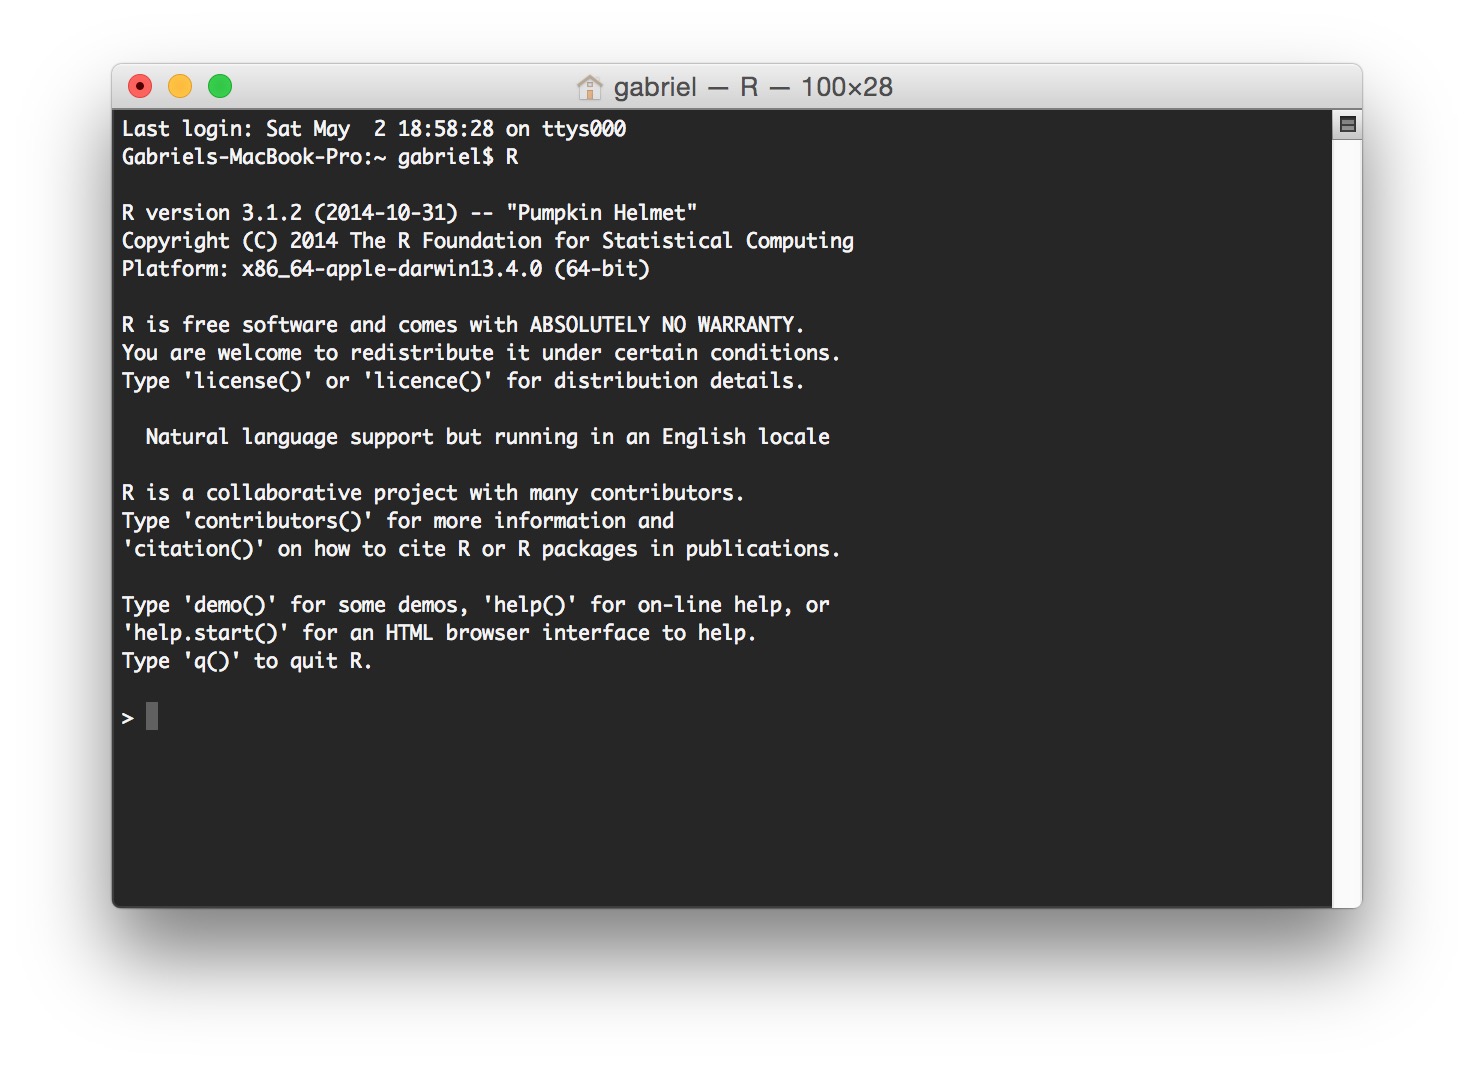 gabriel — R — 100×28
Last login: Sat May  2 18:58:28 on ttys000
Gabriels-MacBook-Pro:~ gabriel$ R
R version 3.1.2 (2014-10-31) -- "Pumpkin Helmet"
Copyright (C) 2014 The R Foundation for Statistical Computing
Platform: x86_64-apple-darwin13.4.0 (64-bit)
R is free software and comes with ABSOLUTELY NO WARRANTY.
You are welcome to redistribute it under certain conditions.
Type 'license()' or 'licence()' for distribution details.
  Natural language support but running in an English locale
R is a collaborative project with many contributors.
Type 'contributors()' for more information and
'citation()' on how to cite R or R packages in publications.
Type 'demo()' for some demos, 'help()' for on-line help, or
'help.start()' for an HTML browser interface to help.
Type 'q()' to quit R.
>